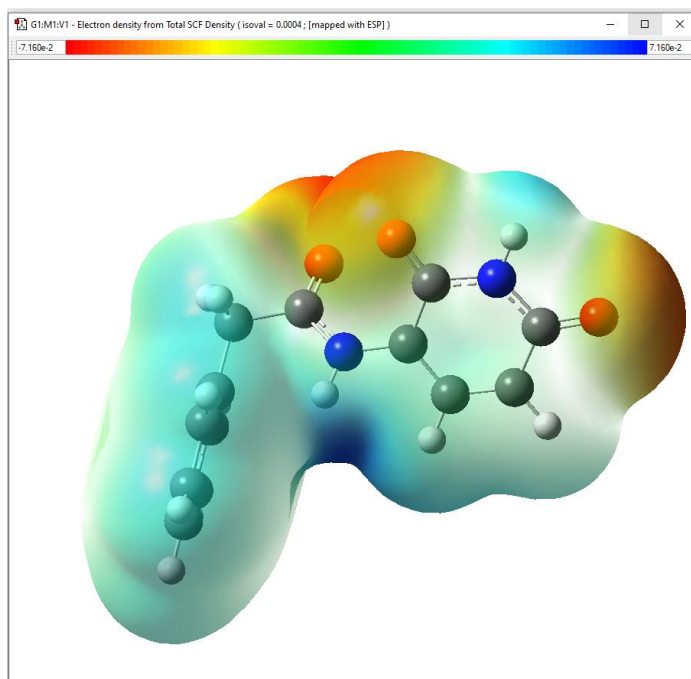 G1:M1:V1 - Electron density from Total SCF Density ( isoval = 0.0004 ; [mapped with ESP] )
-7.160e-2 7.160e-2